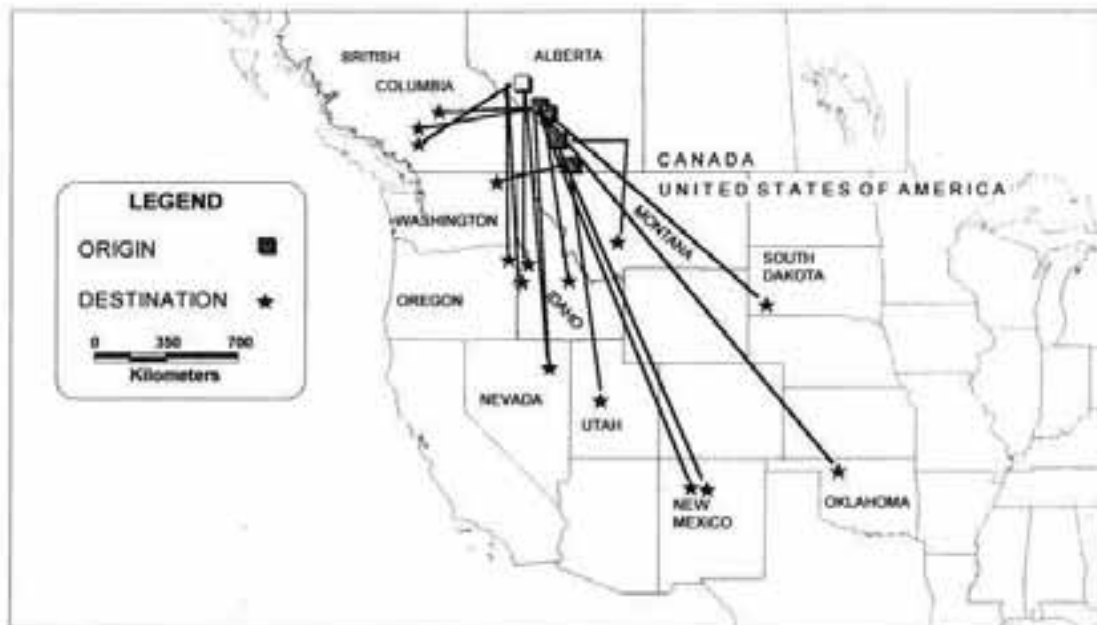 BRITISH
COLUMBIA
ALBERTA
CANADA
UNITED STATES OF AMERICA
WASHINGTON
MONTANA
SOUTH
DAKOTA
OREGON
IDAHO
NEVADA
UTAH
NEW
MEXICO
OKLAHOMA
LEGEND
ORIGIN
DESTINATION
0 350 700
Kilometers